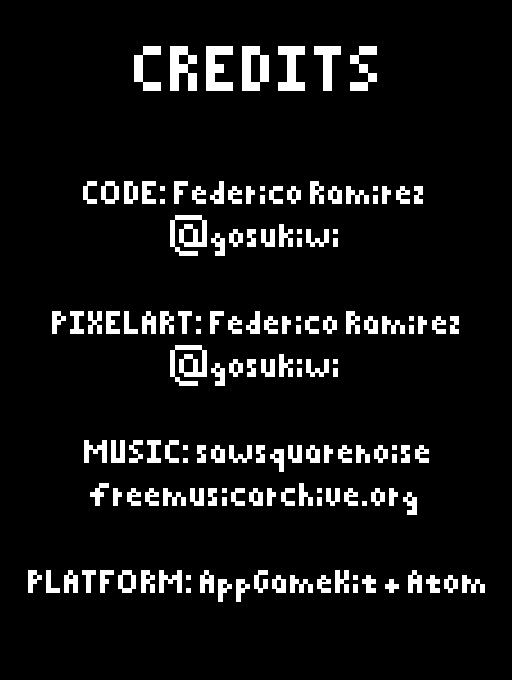 CREDITS
CODE: Federico Ramirez
@gosukiwi
PIXELART: Federico Ramirez
@gosukiwi
MUSIC: sawsquarenoise
freemusicarchive.org
PLATFORM: AppGameKit + Atom